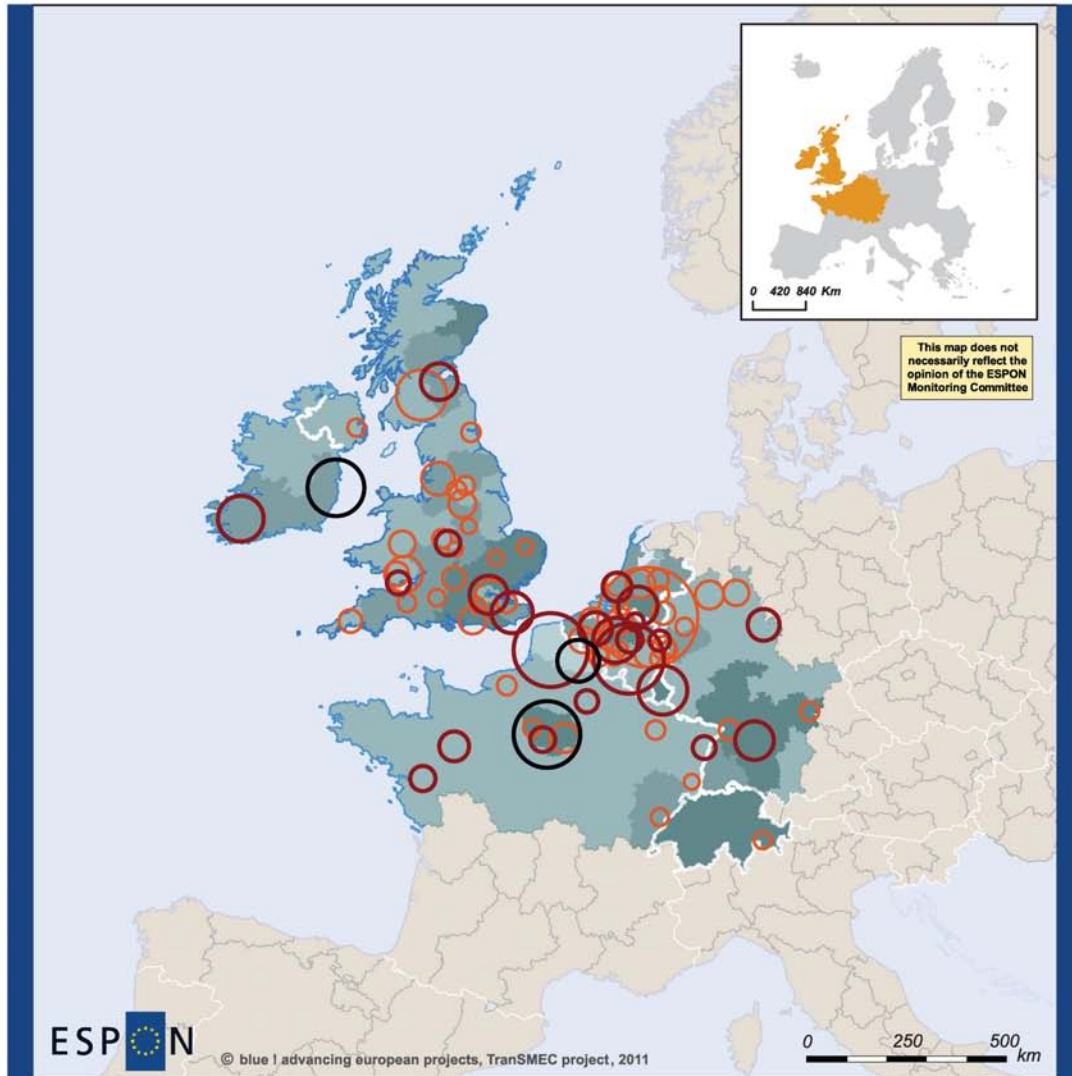 0 420 840 Km
This map does not
necessarily reflect the
opinion of the ESPON
Monitoring Committee
ESPON
© blue ! advancing european projects, TranSMEC project, 2011
0 250 500
km